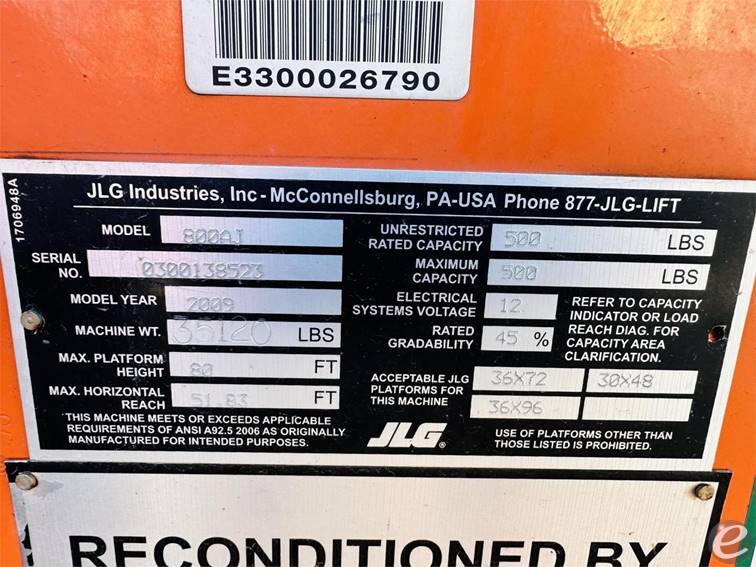 E3300026790
1706948A
JLG Industries, Inc - McConnellsburg, PA-USA Phone 877-JLG-LIFT
MODEL 800AJ
SERIAL NO. 0300138523
MODEL YEAR 2009
MACHINE WT. 35120 LBS
MAX. PLATFORM HEIGHT 80 FT
MAX. HORIZONTAL REACH 51.83 FT
THIS MACHINE MEETS OR EXCEEDS APPLICABLE
REQUIREMENTS OF ANSI A92.5 2006 AS ORIGINALLY
MANUFACTURED FOR INTENDED PURPOSES.
UNRESTRICTED RATED CAPACITY 500 LBS
MAXIMUM CAPACITY 500 LBS
ELECTRICAL SYSTEMS VOLTAGE 12
RATED GRADABILITY 45 %
REFER TO CAPACITY
INDICATOR OR LOAD
REACH DIAG. FOR
CAPACITY AREA
CLARIFICATION.
ACCEPTABLE JLG
PLATFORMS FOR
THIS MACHINE
36X72 30X48
36X96
JLG®
USE OF PLATFORMS OTHER THAN
THOSE LISTED IS PROHIBITED.
RECONDITIONED BY
e